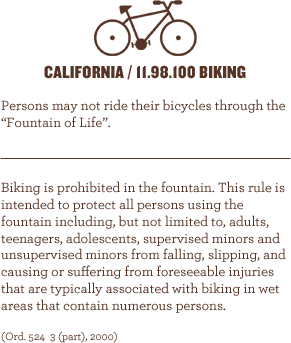 CALIFORNIA / 11.98.100 BIKING
Persons may not ride their bicycles through the
“Fountain of Life”.
Biking is prohibited in the fountain. This rule is
intended to protect all persons using the
fountain including, but not limited to, adults,
teenagers, adolescents, supervised minors and
unsupervised minors from falling, slipping, and
causing or suffering from foreseeable injuries
that are typically associated with biking in wet
areas that contain numerous persons.
(Ord. 524 3 (part), 2000)